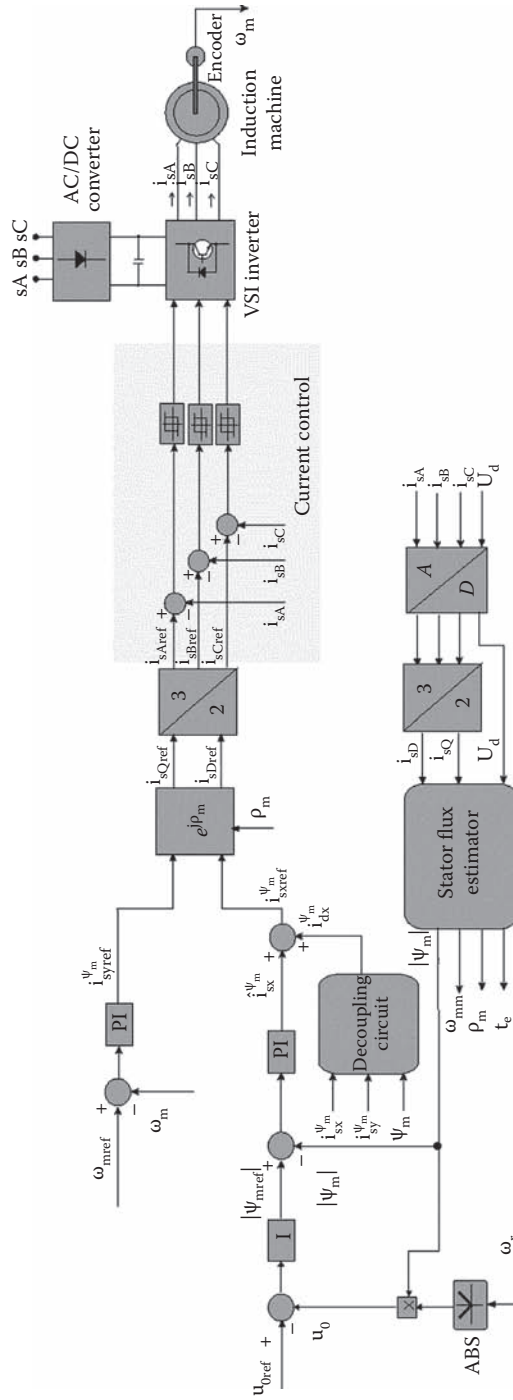 sA sB sC
AC/DC
converter
VSI inverter
i_sA
i_sB
i_sC
Encoder
ω_m
Induction
machine
Current control
+
−
i_sA
+
−
i_sB
+
−
i_sC
i_sAref
i_sBref
i_sCref
3
2
i_sQref
i_sDref
e^jρ_m
ρ_m
ω_mref
+
−
ω_m
PI
i_syref^ψ_m
u_0ref
+
−
u_0
I
|ψ_mref|
+
−
|ψ_m|
PI
î_sx^ψ_m
+
+
i_sxref^ψ_m
i_dx^ψ_m
Decoupling
circuit
i_sx^ψ_m
i_sy^ψ_m
ψ_m
X
ABS
ω_r
|ψ_m|
ω_mm
ρ_m
t_e
Stator flux
estimator
i_sD
i_sQ
U_d
3
2
A
D
i_sA
i_sB
i_sC
U_d